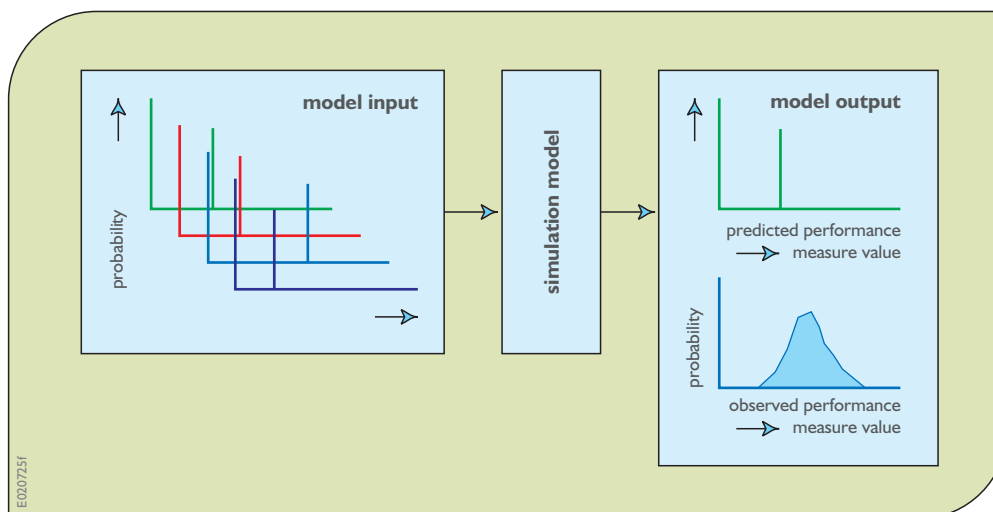 model input
probability
simulation model
model output
predicted performance
measure value
probability
observed performance
measure value
E020725f